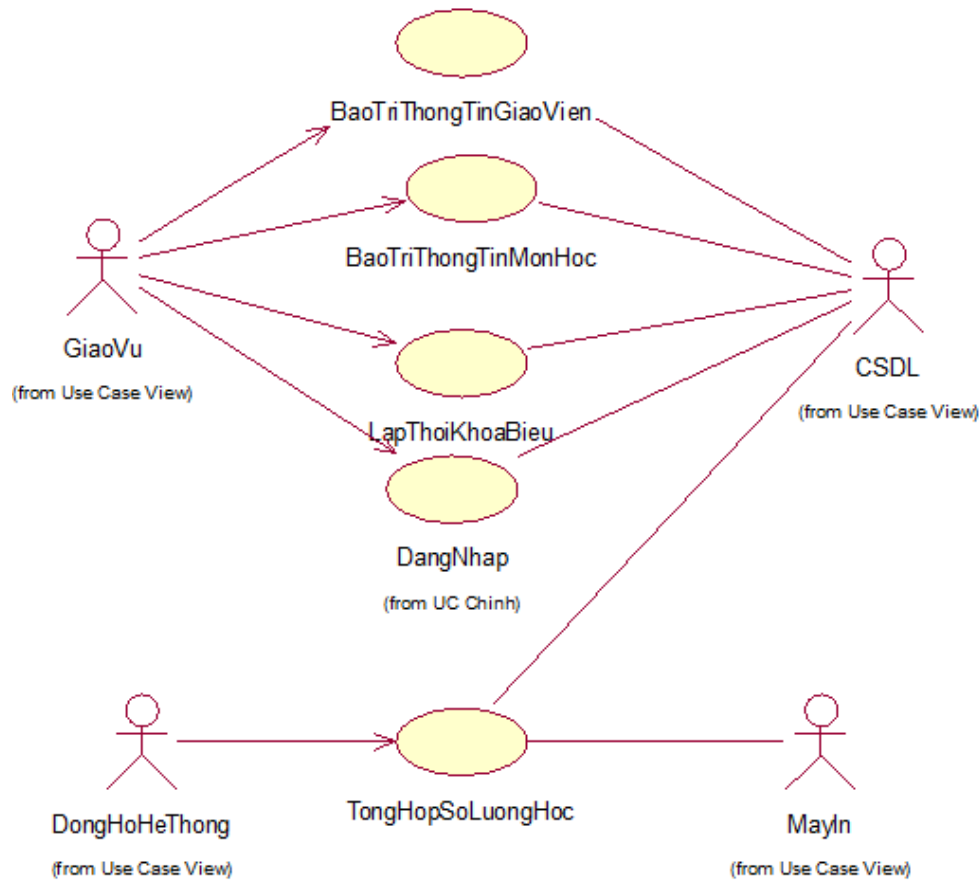 BaoTriThongTinGiaoVien
BaoTriThongTinMonHoc
GiaoVu
(from Use Case View)
CSDL
(from Use Case View)
LapThoiKhoaBieu
DangNhap
(from UC Chinh)
DongHoHeThong
(from Use Case View)
TongHopSoLuongHoc
MayIn
(from Use Case View)